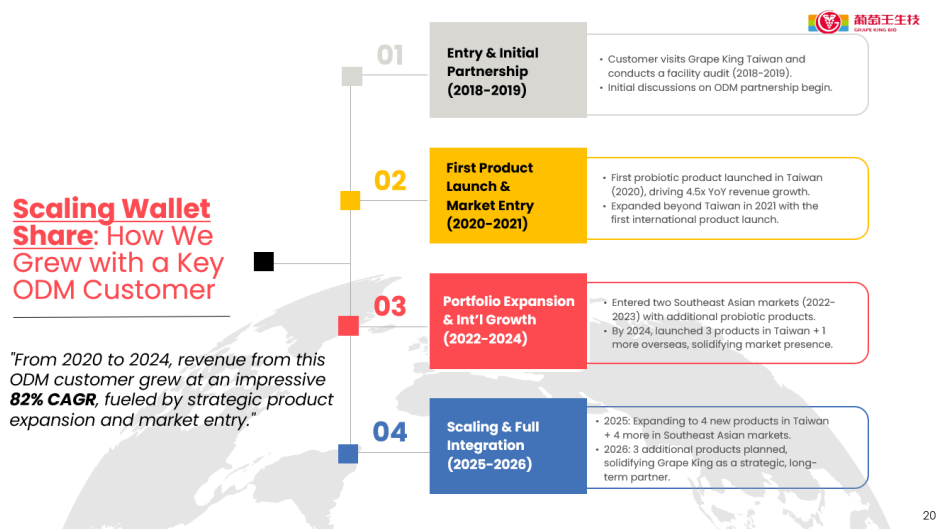 葡萄王生技
GRAPE KING BIO
Scaling Wallet
Share: How We
Grew with a Key
ODM Customer
"From 2020 to 2024, revenue from this
ODM customer grew at an impressive
82% CAGR, fueled by strategic product
expansion and market entry."
01
Entry & Initial
Partnership
(2018-2019)
• Customer visits Grape King Taiwan and
conducts a facility audit (2018-2019).
• Initial discussions on ODM partnership begin.
02
First Product
Launch &
Market Entry
(2020-2021)
• First probiotic product launched in Taiwan
(2020), driving 4.5x YoY revenue growth.
• Expanded beyond Taiwan in 2021 with the
first international product launch.
03
Portfolio Expansion
& Int'l Growth
(2022-2024)
• Entered two Southeast Asian markets (2022-
2023) with additional probiotic products.
• By 2024, launched 3 products in Taiwan + 1
more overseas, solidifying market presence.
04
Scaling & Full
Integration
(2025-2026)
• 2025: Expanding to 4 new products in Taiwan
+ 4 more in Southeast Asian markets.
• 2026: 3 additional products planned,
solidifying Grape King as a strategic, long-
term partner.
20